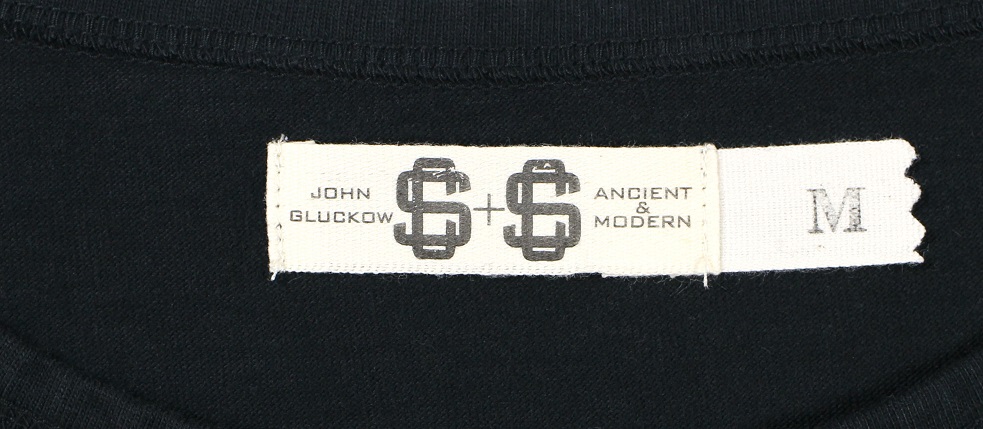 JOHN
GLUCKOW
+
ANCIENT
&
MODERN
M